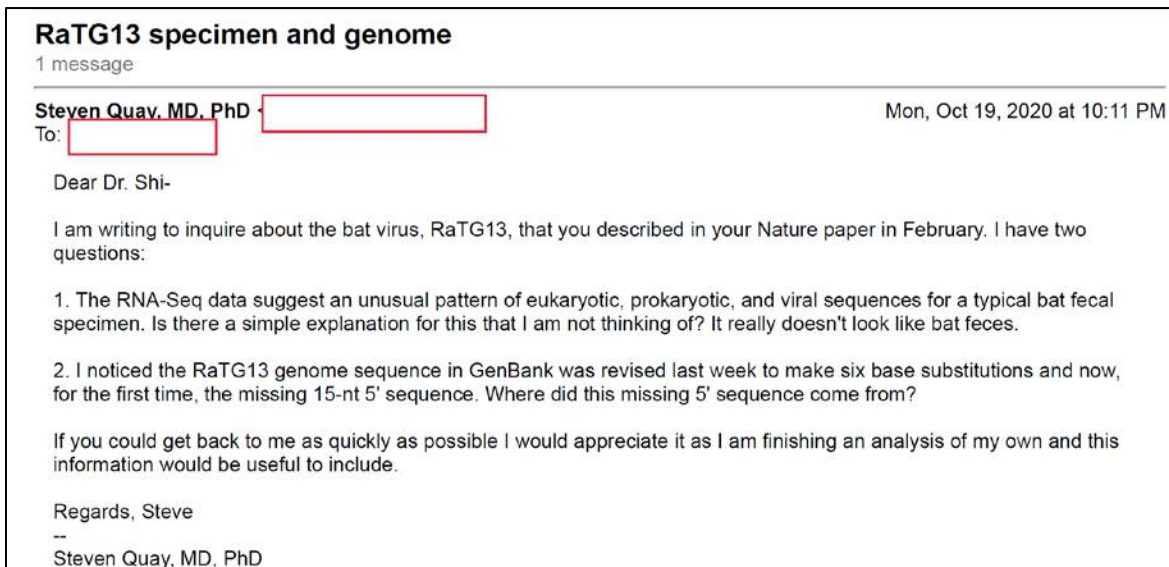 RaTG13 specimen and genome
1 message
Steven Quay, MD, PhD
Mon, Oct 19, 2020 at 10:11 PM
To:
Dear Dr. Shi-
I am writing to inquire about the bat virus, RaTG13, that you described in your Nature paper in February. I have two
questions:
1. The RNA-Seq data suggest an unusual pattern of eukaryotic, prokaryotic, and viral sequences for a typical bat fecal
specimen. Is there a simple explanation for this that I am not thinking of? It really doesn't look like bat feces.
2. I noticed the RaTG13 genome sequence in GenBank was revised last week to make six base substitutions and now,
for the first time, the missing 15-nt 5' sequence. Where did this missing 5' sequence come from?
If you could get back to me as quickly as possible I would appreciate it as I am finishing an analysis of my own and this
information would be useful to include.
Regards, Steve
--
Steven Quay, MD, PhD